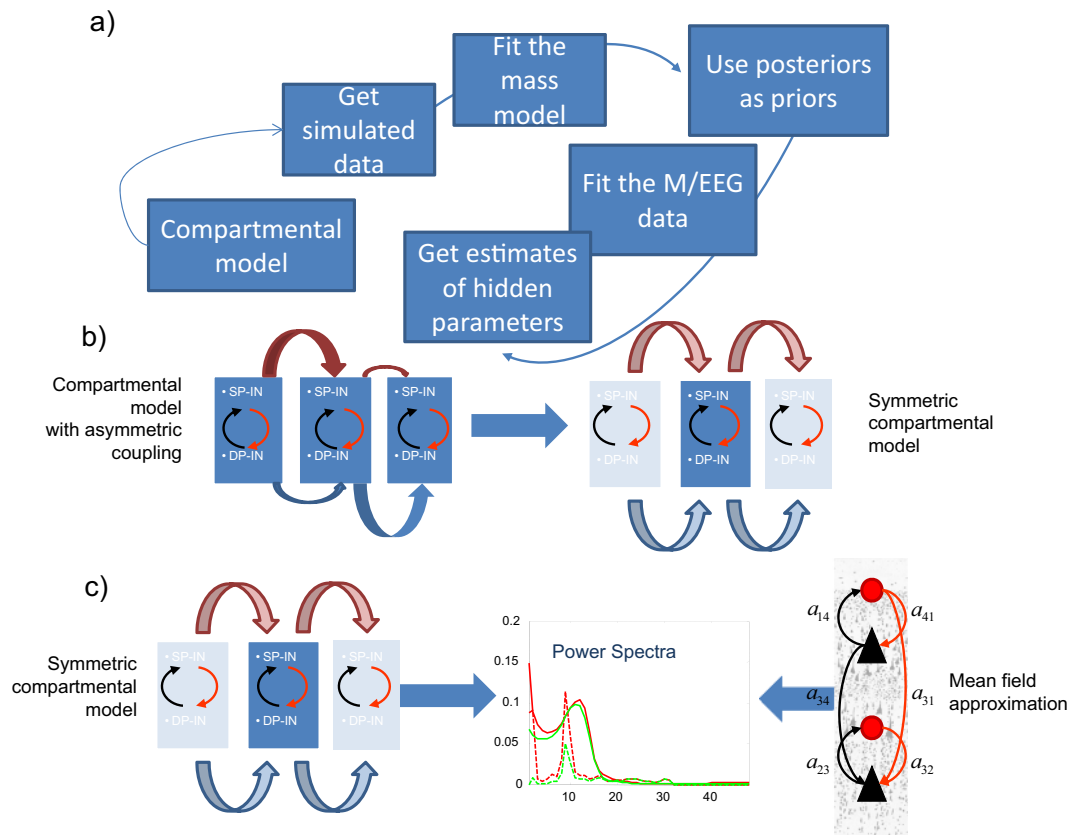 a)
Fit the
mass
model
Use posteriors
as priors
Get
simulated
data
Fit the M/EEG
data
Compartmental
model
Get estimates
of hidden
parameters
b)
Compartmental
model
with asymmetric
coupling
• SP-IN
• DP-IN
• SP-IN
• DP-IN
• SP-IN
• DP-IN
• SP-IN
• DP-IN
• SP-IN
• DP-IN
• SP-IN
• DP-IN
Symmetric
compartmental
model
c)
Symmetric
compartmental
model
• SP-IN
• DP-IN
• SP-IN
• DP-IN
• SP-IN
• DP-IN
Power Spectra
0.2
0.15
0.1
0.05
0
10 20 30 40
a14
a41
a34
a31
a23
a32
Mean field
approximation